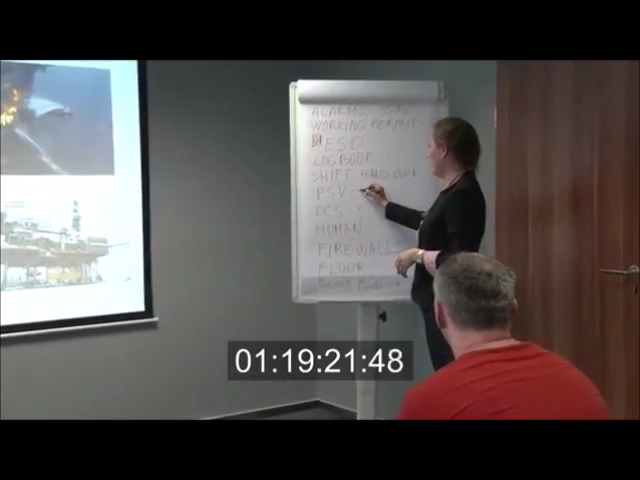 ALARMS
WORKING PERMIT
ESD
LOGBOOK
SHIFT HANDOVER
PSV -
DCS -
HUMAN
FIREWALL
FLOOR
01:19:21:48